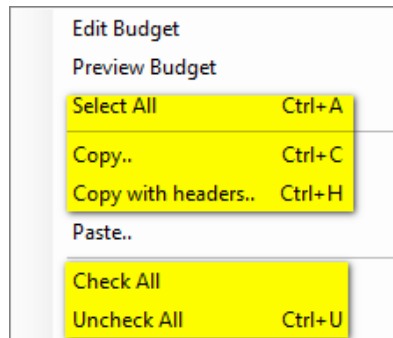 Edit Budget
Preview Budget
Select All Ctrl+A
Copy.. Ctrl+C
Copy with headers.. Ctrl+H
Paste..
Check All
Uncheck All Ctrl+U